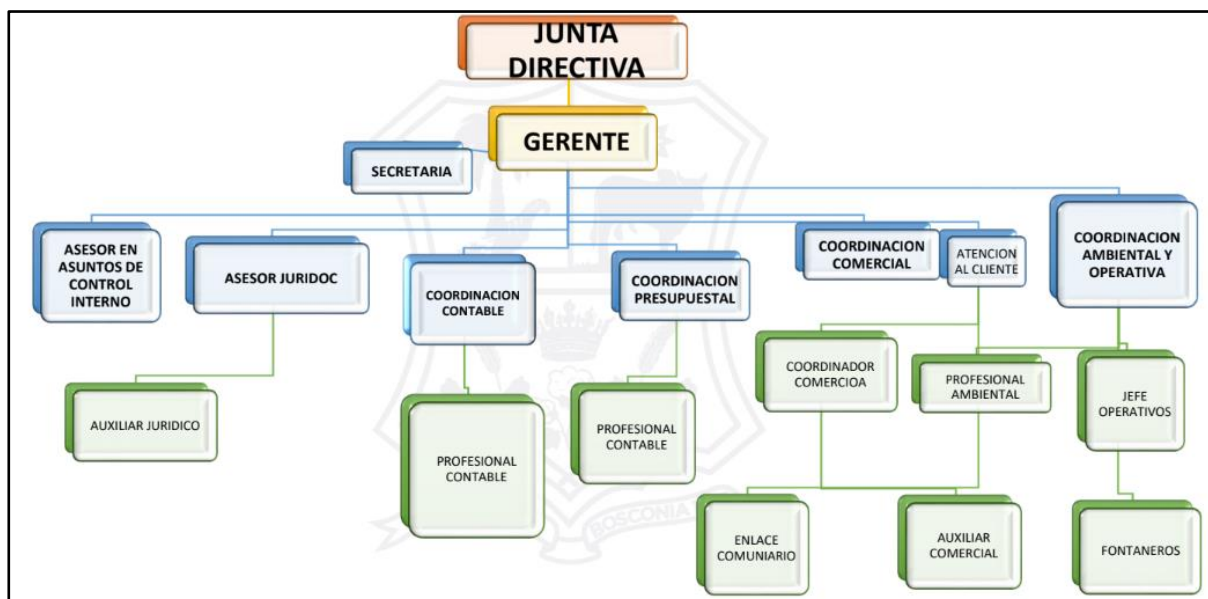 JUNTA
DIRECTIVA
GERENTE
SECRETARIA
ASESOR EN
ASUNTOS DE
CONTROL
INTERNO
ASESOR JURIDOC
COORDINACION
CONTABLE
COORDINACION
PRESUPUESTAL
COORDINACION
COMERCIAL
ATENCION
AL CLIENTE
COORDINACION
AMBIENTAL Y
OPERATIVA
AUXILIAR JURIDICO
PROFESIONAL
CONTABLE
PROFESIONAL
CONTABLE
COORDINADOR
COMERCIOA
PROFESIONAL
AMBIENTAL
JEFE
OPERATIVOS
ENLACE
COMUNIARIO
AUXILIAR
COMERCIAL
FONTANEROS
BOSCONIA